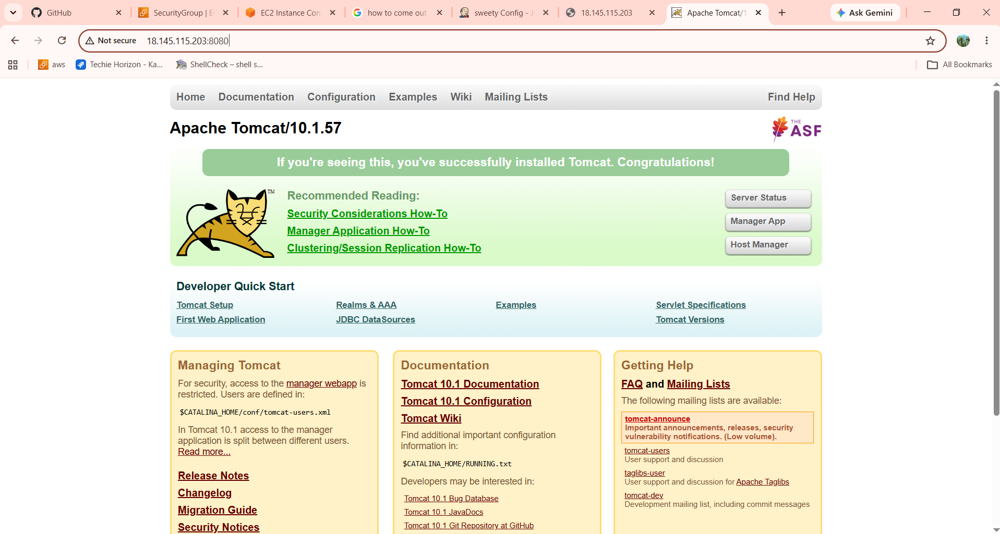 GitHub
SecurityGroup | E
EC2 Instance Con
how to come out
sweety Config - Je
18.145.115.203
Apache Tomcat/1
Ask Gemini
Not secure
18.145.115.203:8080
aws
Techie Horizon - Ka...
ShellCheck – shell s...
All Bookmarks
Home Documentation Configuration Examples Wiki Mailing Lists Find Help
Apache Tomcat/10.1.57
THE
ASF
If you're seeing this, you've successfully installed Tomcat. Congratulations!
TM
Recommended Reading:
Security Considerations How-To
Manager Application How-To
Clustering/Session Replication How-To
Server Status
Manager App
Host Manager
Developer Quick Start
Tomcat Setup
First Web Application
Realms & AAA
JDBC DataSources
Examples
Servlet Specifications
Tomcat Versions
Managing Tomcat
For security, access to the manager webapp is
restricted. Users are defined in:
$CATALINA_HOME/conf/tomcat-users.xml
In Tomcat 10.1 access to the manager
application is split between different users.
Read more...
Release Notes
Changelog
Migration Guide
Security Notices
Documentation
Tomcat 10.1 Documentation
Tomcat 10.1 Configuration
Tomcat Wiki
Find additional important configuration
information in:
$CATALINA_HOME/RUNNING.txt
Developers may be interested in:
Tomcat 10.1 Bug Database
Tomcat 10.1 JavaDocs
Tomcat 10.1 Git Repository at GitHub
Getting Help
FAQ and Mailing Lists
The following mailing lists are available:
tomcat-announce
Important announcements, releases, security
vulnerability notifications. (Low volume).
tomcat-users
User support and discussion
taglibs-user
User support and discussion for Apache Taglibs
tomcat-dev
Development mailing list, including commit messages